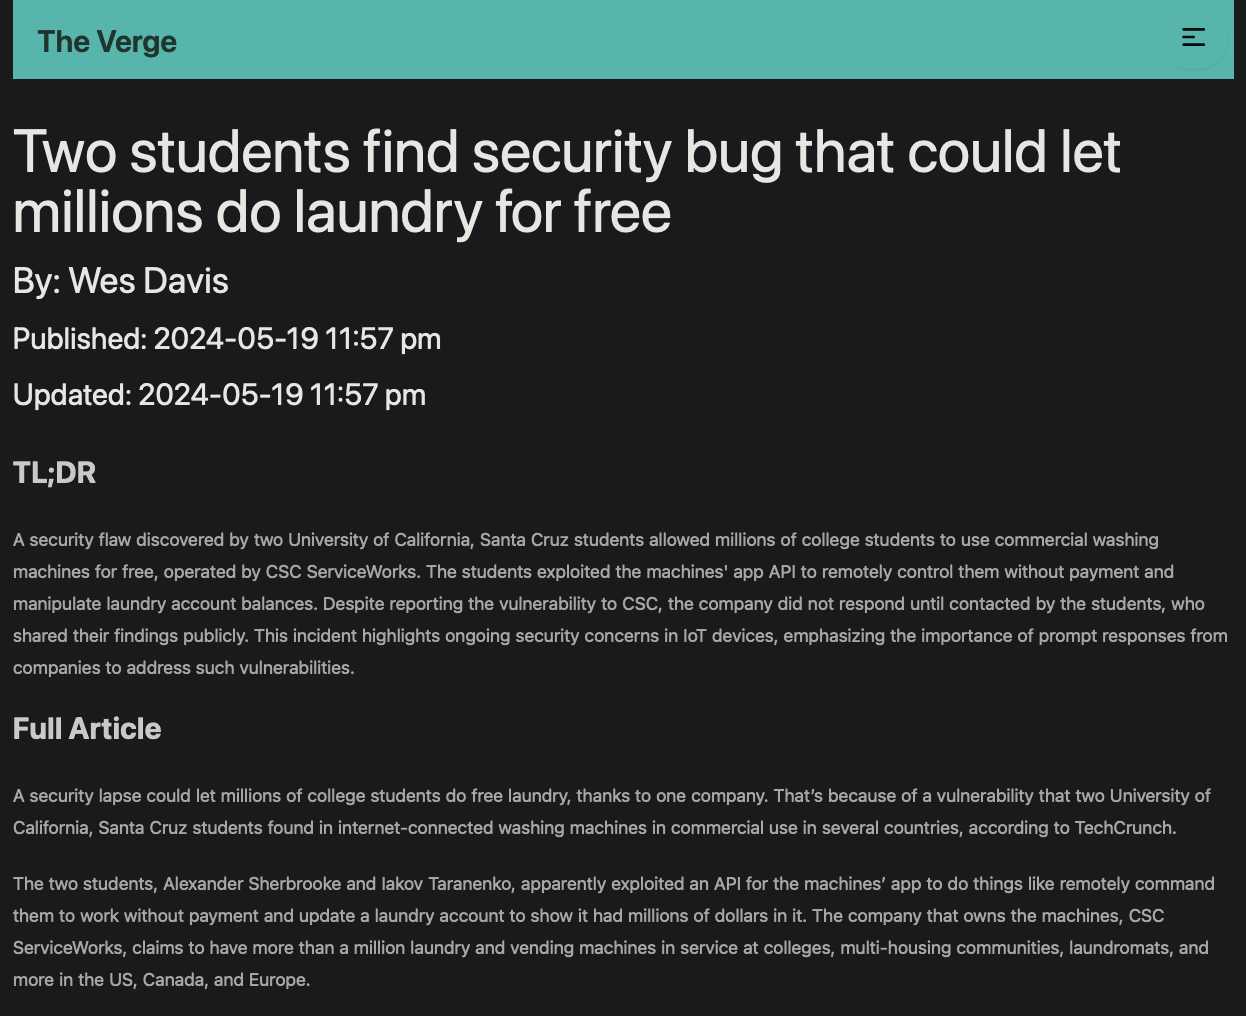 The Verge
Two students find security bug that could let
millions do laundry for free
By: Wes Davis
Published: 2024-05-19 11:57 pm
Updated: 2024-05-19 11:57 pm
TL;DR
A security flaw discovered by two University of California, Santa Cruz students allowed millions of college students to use commercial washing
machines for free, operated by CSC ServiceWorks. The students exploited the machines' app API to remotely control them without payment and
manipulate laundry account balances. Despite reporting the vulnerability to CSC, the company did not respond until contacted by the students, who
shared their findings publicly. This incident highlights ongoing security concerns in IoT devices, emphasizing the importance of prompt responses from
companies to address such vulnerabilities.
Full Article
A security lapse could let millions of college students do free laundry, thanks to one company. That’s because of a vulnerability that two University of
California, Santa Cruz students found in internet-connected washing machines in commercial use in several countries, according to TechCrunch.
The two students, Alexander Sherbrooke and Iakov Taranenko, apparently exploited an API for the machines’ app to do things like remotely command
them to work without payment and update a laundry account to show it had millions of dollars in it. The company that owns the machines, CSC
ServiceWorks, claims to have more than a million laundry and vending machines in service at colleges, multi-housing communities, laundromats, and
more in the US, Canada, and Europe.